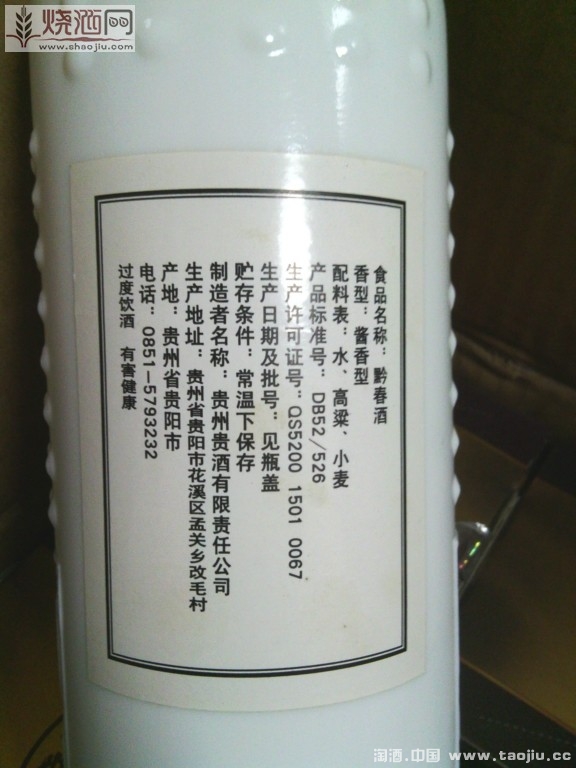 烧酒网
www.shaojiu.com
食品名称：黔春酒
香型：酱香型
配料表：水、高粱、小麦
产品标准号：DB52/526
生产许可证号：QS5200 1501 0067
生产日期及批号：见瓶盖
贮存条件：常温下保存
制造者名称：贵州贵酒有限责任公司
生产地址：贵州省贵阳市花溪区孟关乡改毛村
产地：贵州省贵阳市
电话：0851-5793232
过度饮酒 有害健康
淘酒.中国 www.taojiu.cc